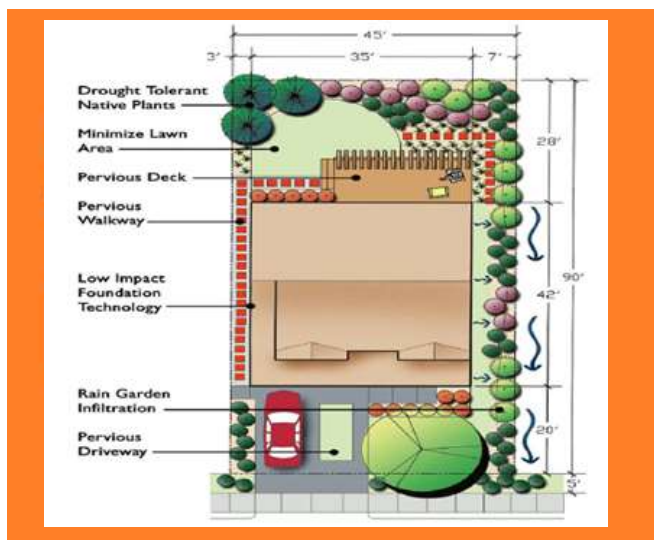 45'
3' 35' 7'
Drought Tolerant
Native Plants
Minimize Lawn
Area
Pervious Deck
Pervious
Walkway
Low Impact
Foundation
Technology
Rain Garden
Infiltration
Pervious
Driveway
28'
90'
42'
20'
5'